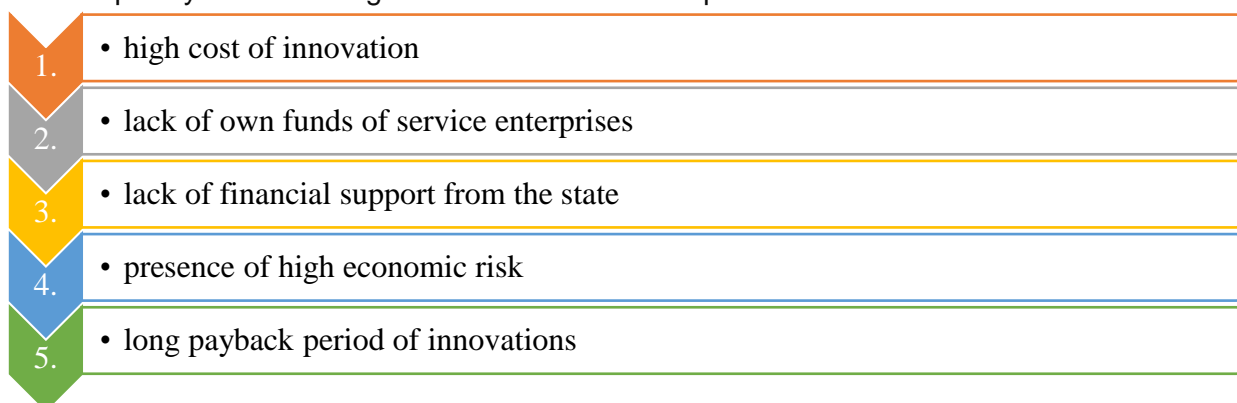 1. • high cost of innovation
2. • lack of own funds of service enterprises
3. • lack of financial support from the state
4. • presence of high economic risk
5. • long payback period of innovations